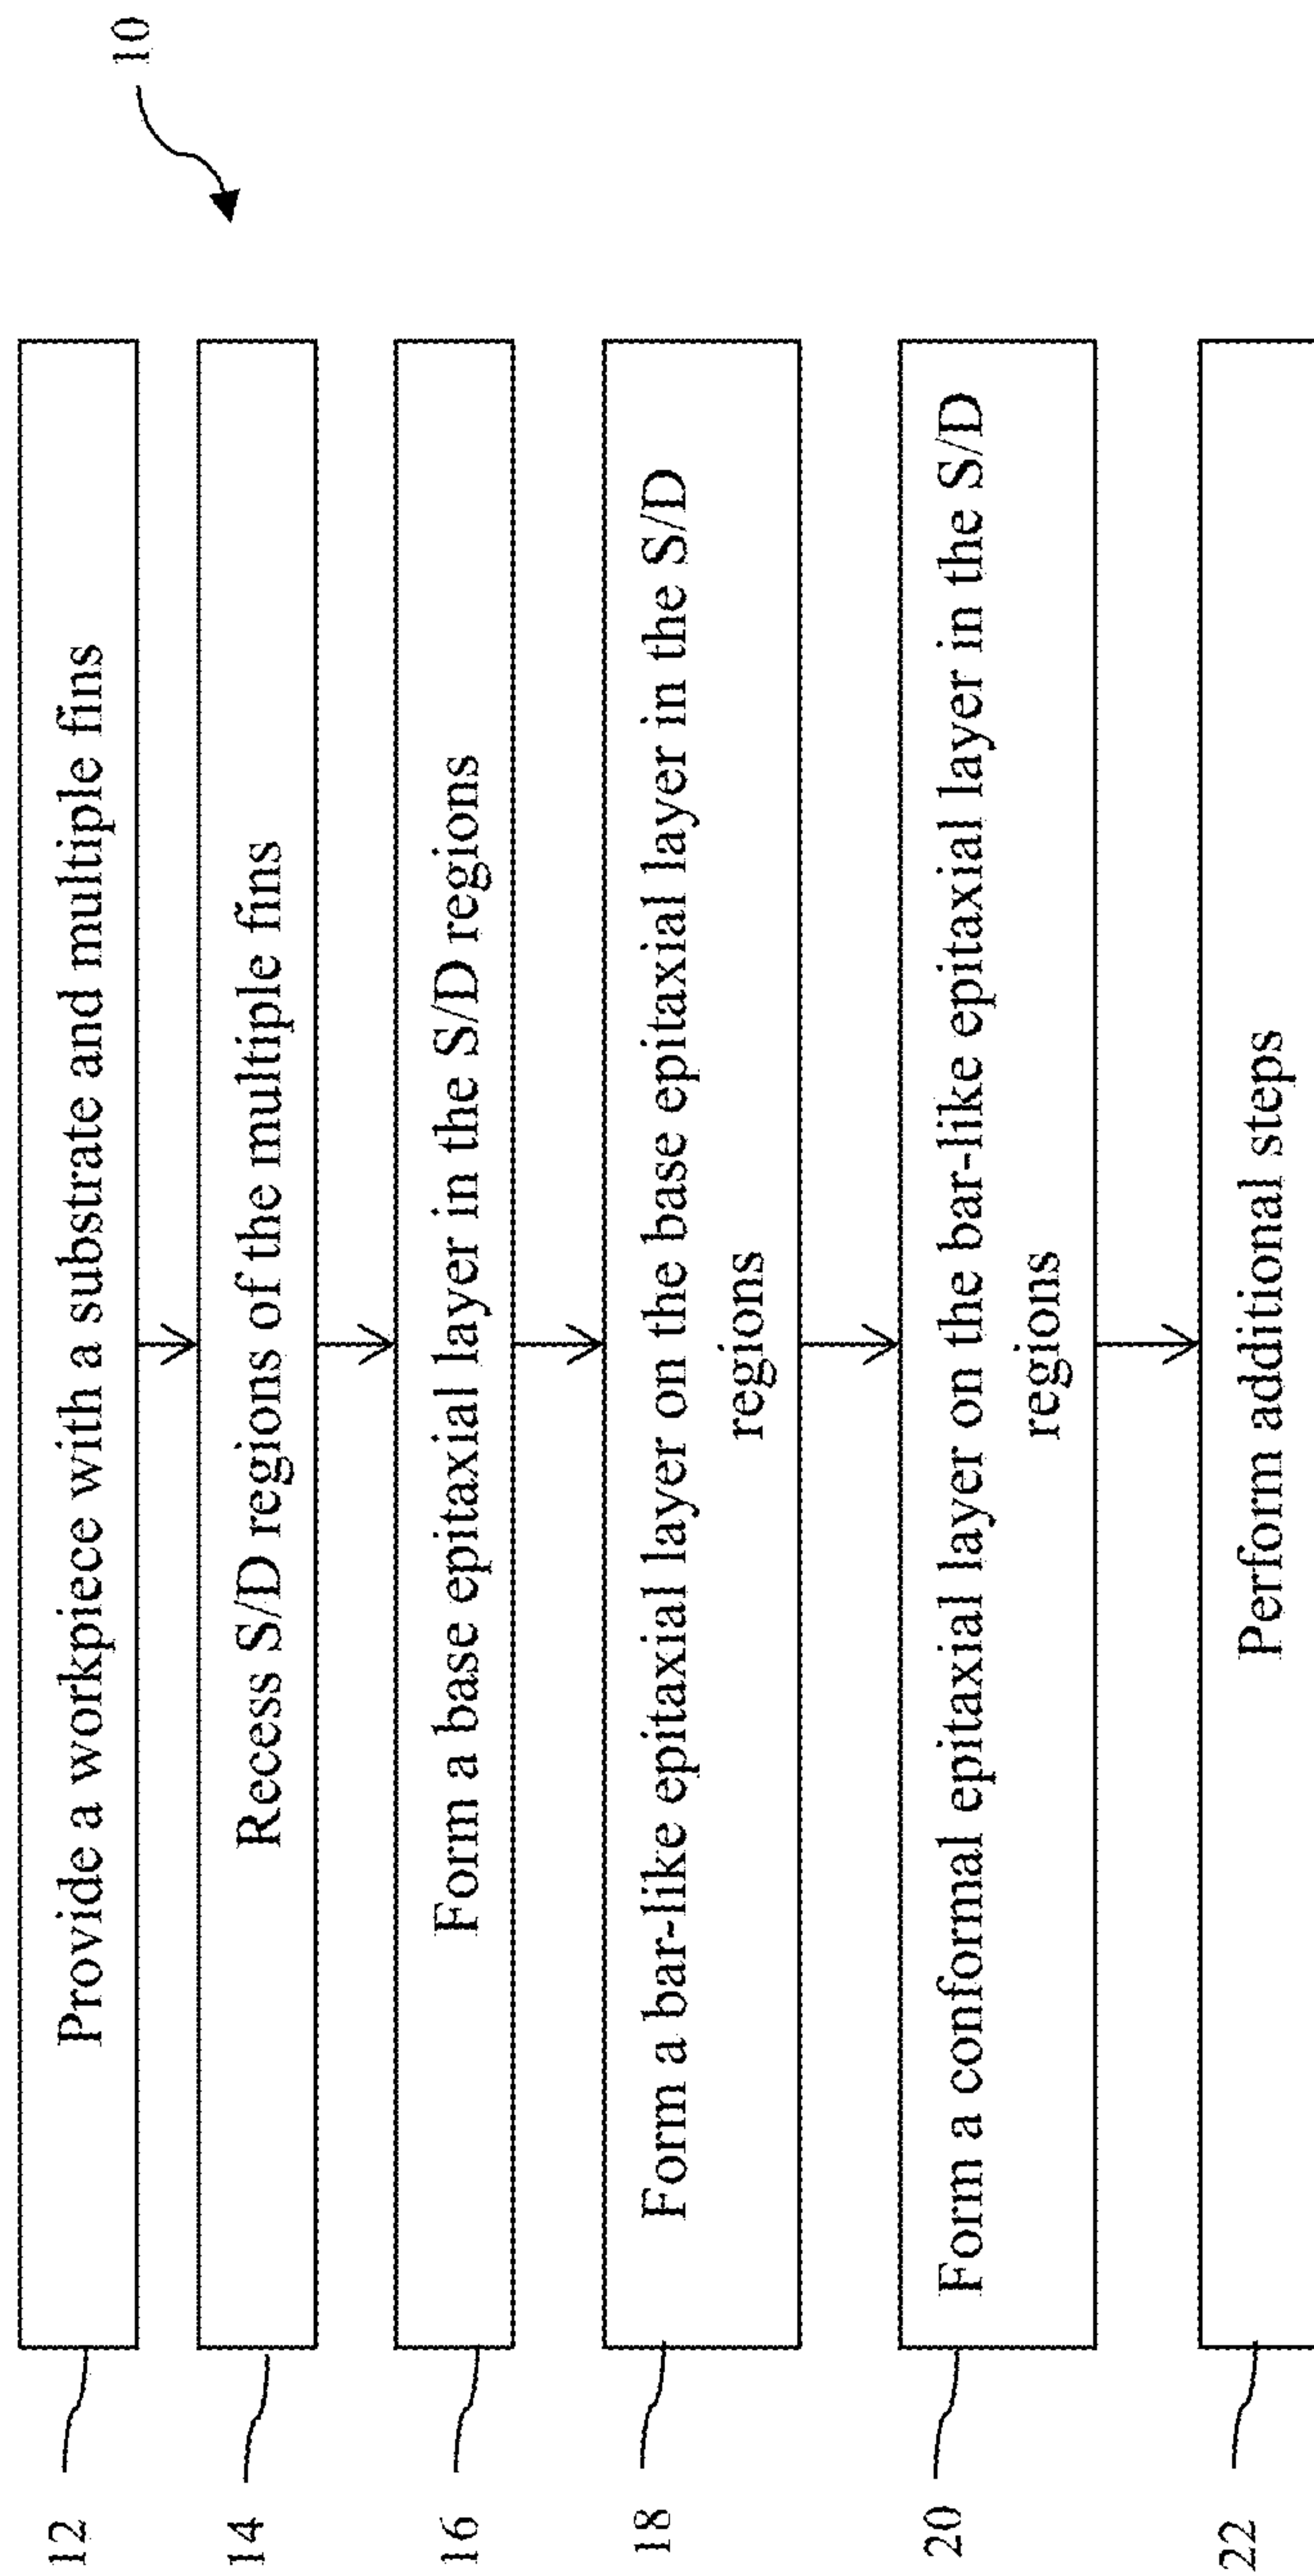 10
12
Provide a workpiece with a substrate and multiple fins
14
Recess S/D regions of the multiple fins
16
Form a base epitaxial layer in the S/D regions
18
Form a bar-like epitaxial layer on the base epitaxial layer in the S/D
regions
20
Form a conformal epitaxial layer on the bar-like epitaxial layer in the S/D
regions
22
Perform additional steps